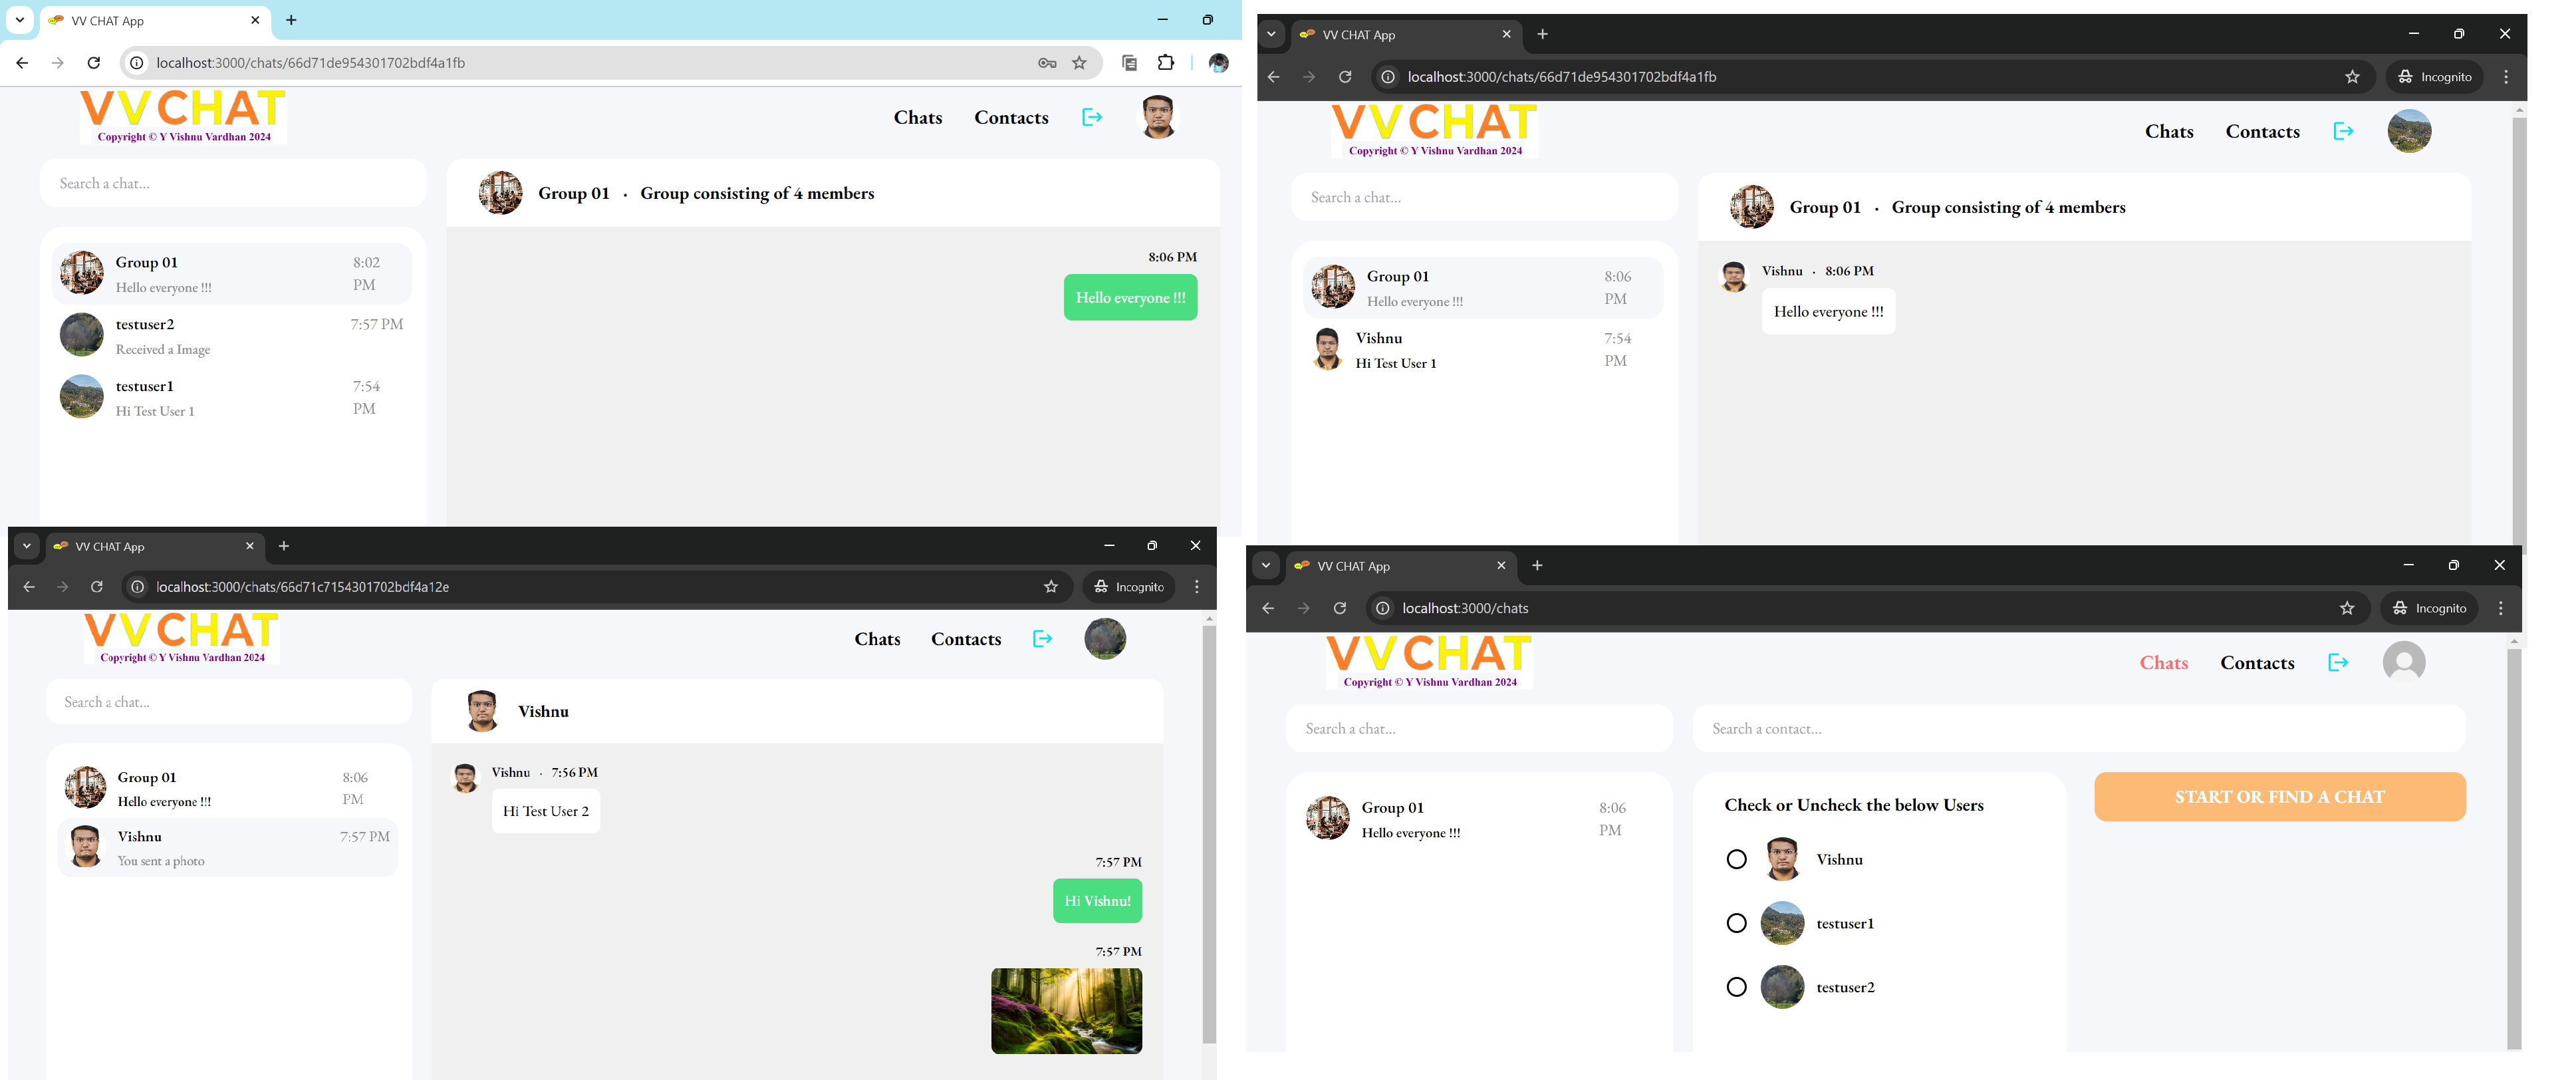 VV CHAT App
localhost:3000/chats/66d71de954301702bdf4a1fb
VVCHAT
Copyright © Y Vishnu Vardhan 2024
Chats
Contacts
Search a chat...
Group 01 · Group consisting of 4 members
Group 01
8:02 PM
Hello everyone !!!
testuser2
7:57 PM
Received a Image
testuser1
7:54 PM
Hi Test User 1
8:06 PM
Hello everyone !!!
VV CHAT App
localhost:3000/chats/66d71de954301702bdf4a1fb
Incognito
VVCHAT
Copyright © Y Vishnu Vardhan 2024
Chats
Contacts
Search a chat...
Group 01 · Group consisting of 4 members
Group 01
8:06 PM
Hello everyone !!!
Vishnu
7:54 PM
Hi Test User 1
Vishnu · 8:06 PM
Hello everyone !!!
VV CHAT App
localhost:3000/chats/66d71c7154301702bdf4a12e
Incognito
VVCHAT
Copyright © Y Vishnu Vardhan 2024
Chats
Contacts
Search a chat...
Vishnu
Group 01
8:06 PM
Hello everyone !!!
Vishnu
7:57 PM
You sent a photo
Vishnu · 7:56 PM
Hi Test User 2
7:57 PM
Hi Vishnu!
7:57 PM
VV CHAT App
localhost:3000/chats
Incognito
VVCHAT
Copyright © Y Vishnu Vardhan 2024
Chats
Contacts
Search a chat...
Search a contact...
Group 01
8:06 PM
Hello everyone !!!
Check or Uncheck the below Users
Vishnu
testuser1
testuser2
START OR FIND A CHAT